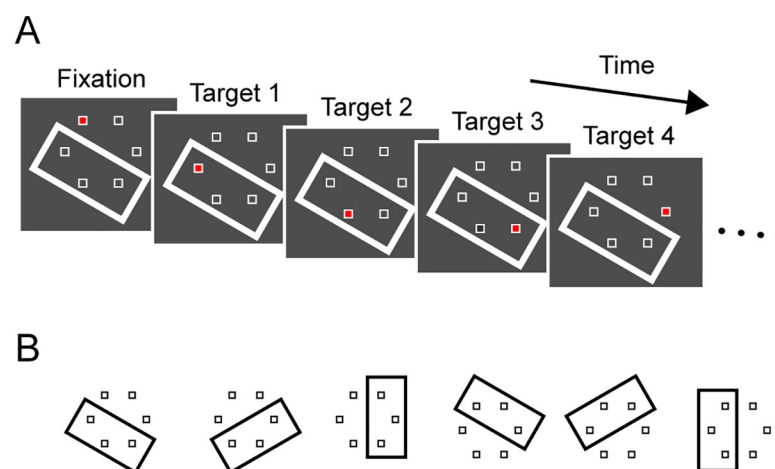 A
Fixation
Target 1
Target 2
Target 3
Target 4
Time
B